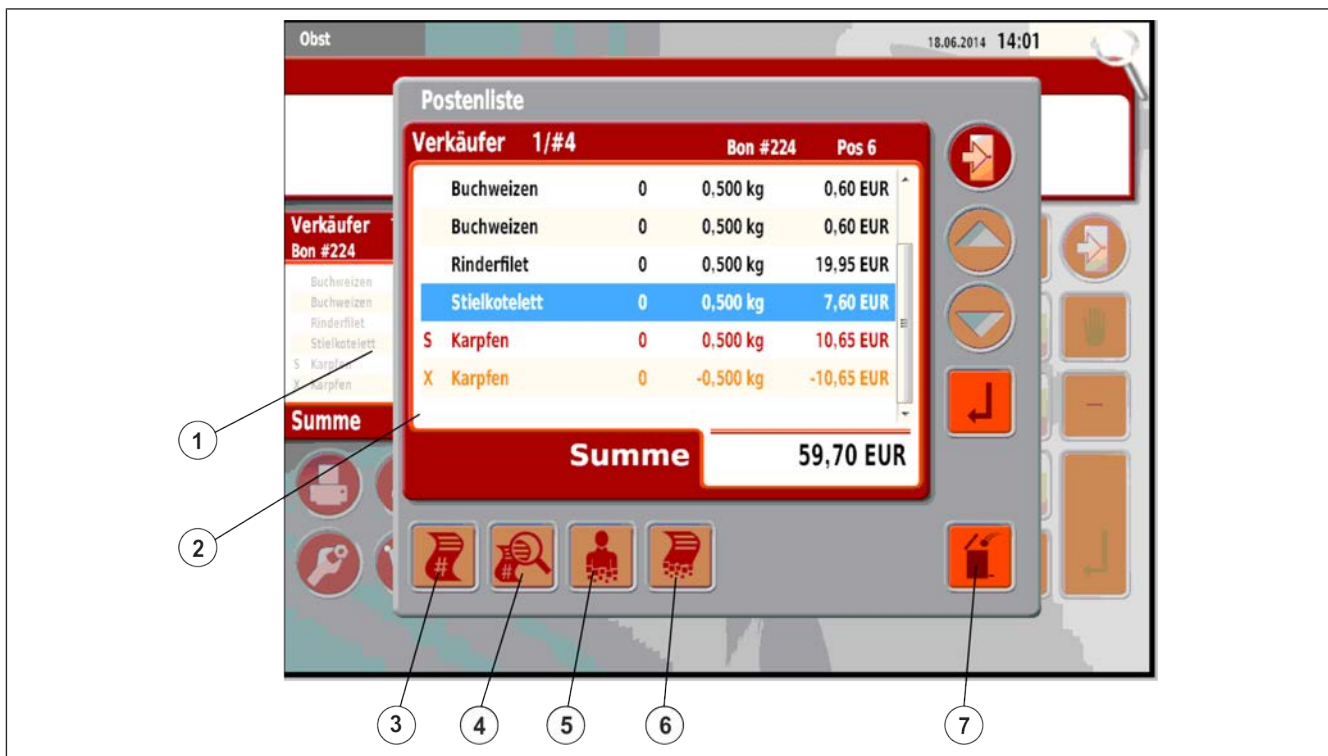 Obst 18.06.2014 14:01
Postenliste
Verkäufer 1/#4 Bon #224 Pos 6
Buchweizen 0 0,500 kg 0,60 EUR
Buchweizen 0 0,500 kg 0,60 EUR
Rinderfilet 0 0,500 kg 19,95 EUR
Stielkotelett 0 0,500 kg 7,60 EUR
S Karpfen 0 0,500 kg 10,65 EUR
X Karpfen 0 -0,500 kg -10,65 EUR
Summe 59,70 EUR
Verkäufer
Bon #224
Buchweizen
Buchweizen
Rinderfilet
Stielkotelett
S Karpfen
X Karpfen
Summe
#
#
1
2
3 4 5 6 7